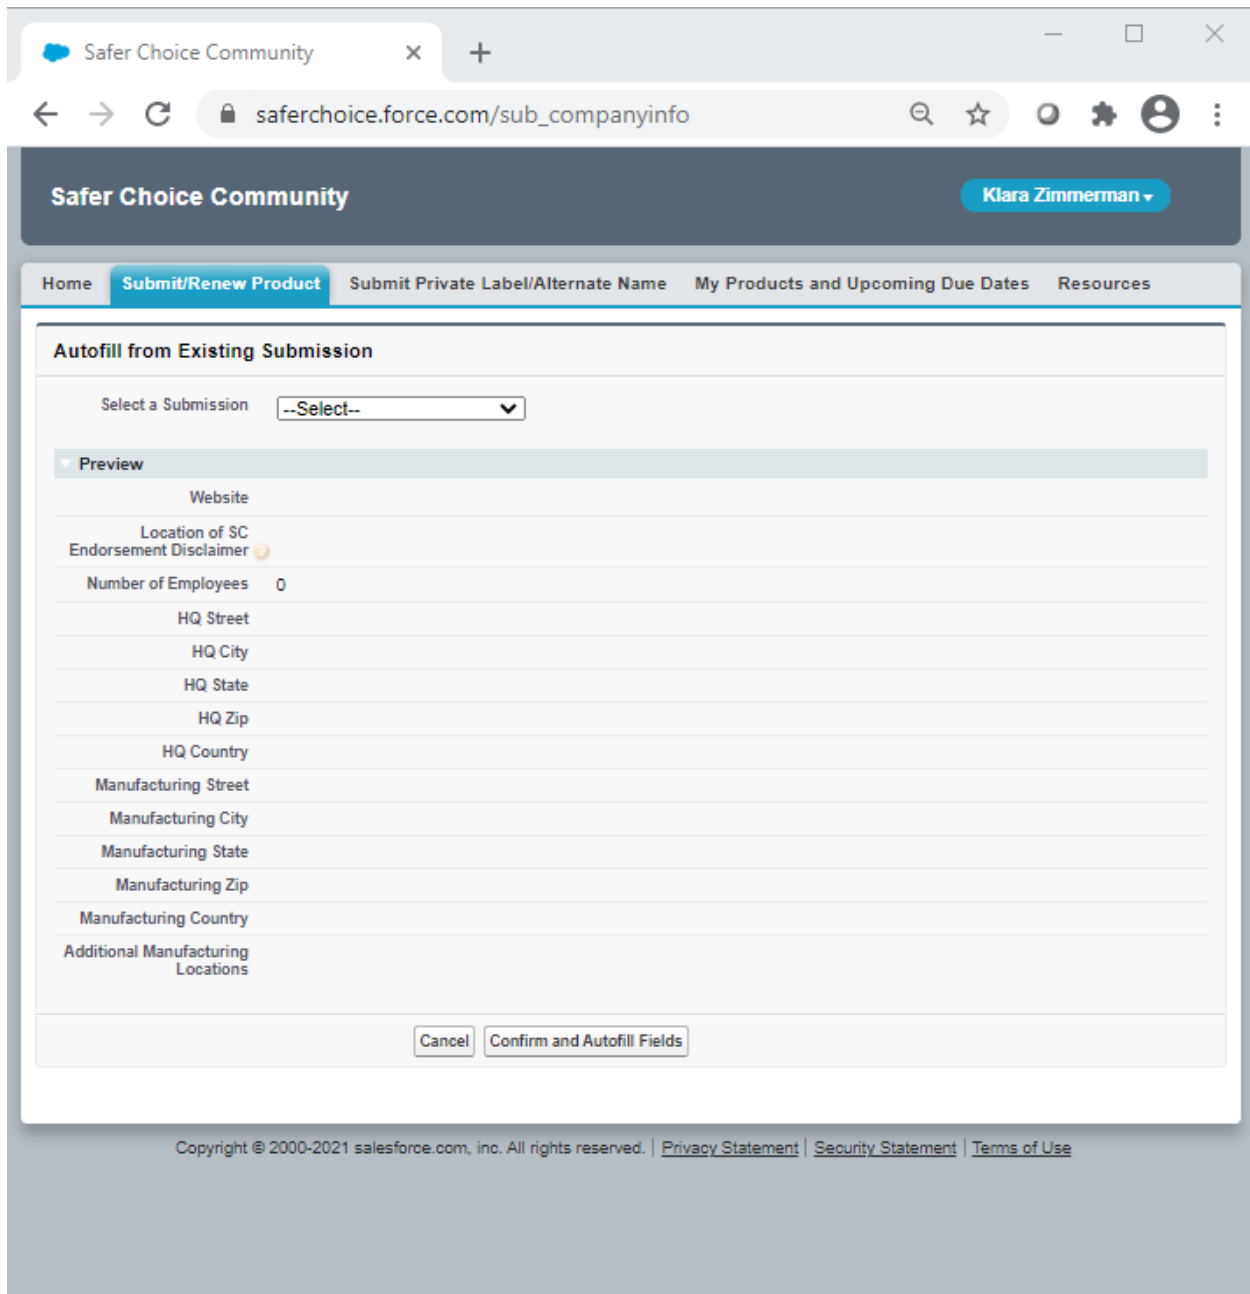 Safer Choice Community
saferchoice.force.com/sub_companyinfo
Safer Choice Community
Klara Zimmerman
Home Submit/Renew Product Submit Private Label/Alternate Name My Products and Upcoming Due Dates Resources
Autofill from Existing Submission
Select a Submission --Select--
Preview
Website
Location of SC
Endorsement Disclaimer ?
Number of Employees 0
HQ Street
HQ City
HQ State
HQ Zip
HQ Country
Manufacturing Street
Manufacturing City
Manufacturing State
Manufacturing Zip
Manufacturing Country
Additional Manufacturing
Locations
Cancel Confirm and Autofill Fields
Copyright © 2000-2021 salesforce.com, inc. All rights reserved. | Privacy Statement | Security Statement | Terms of Use